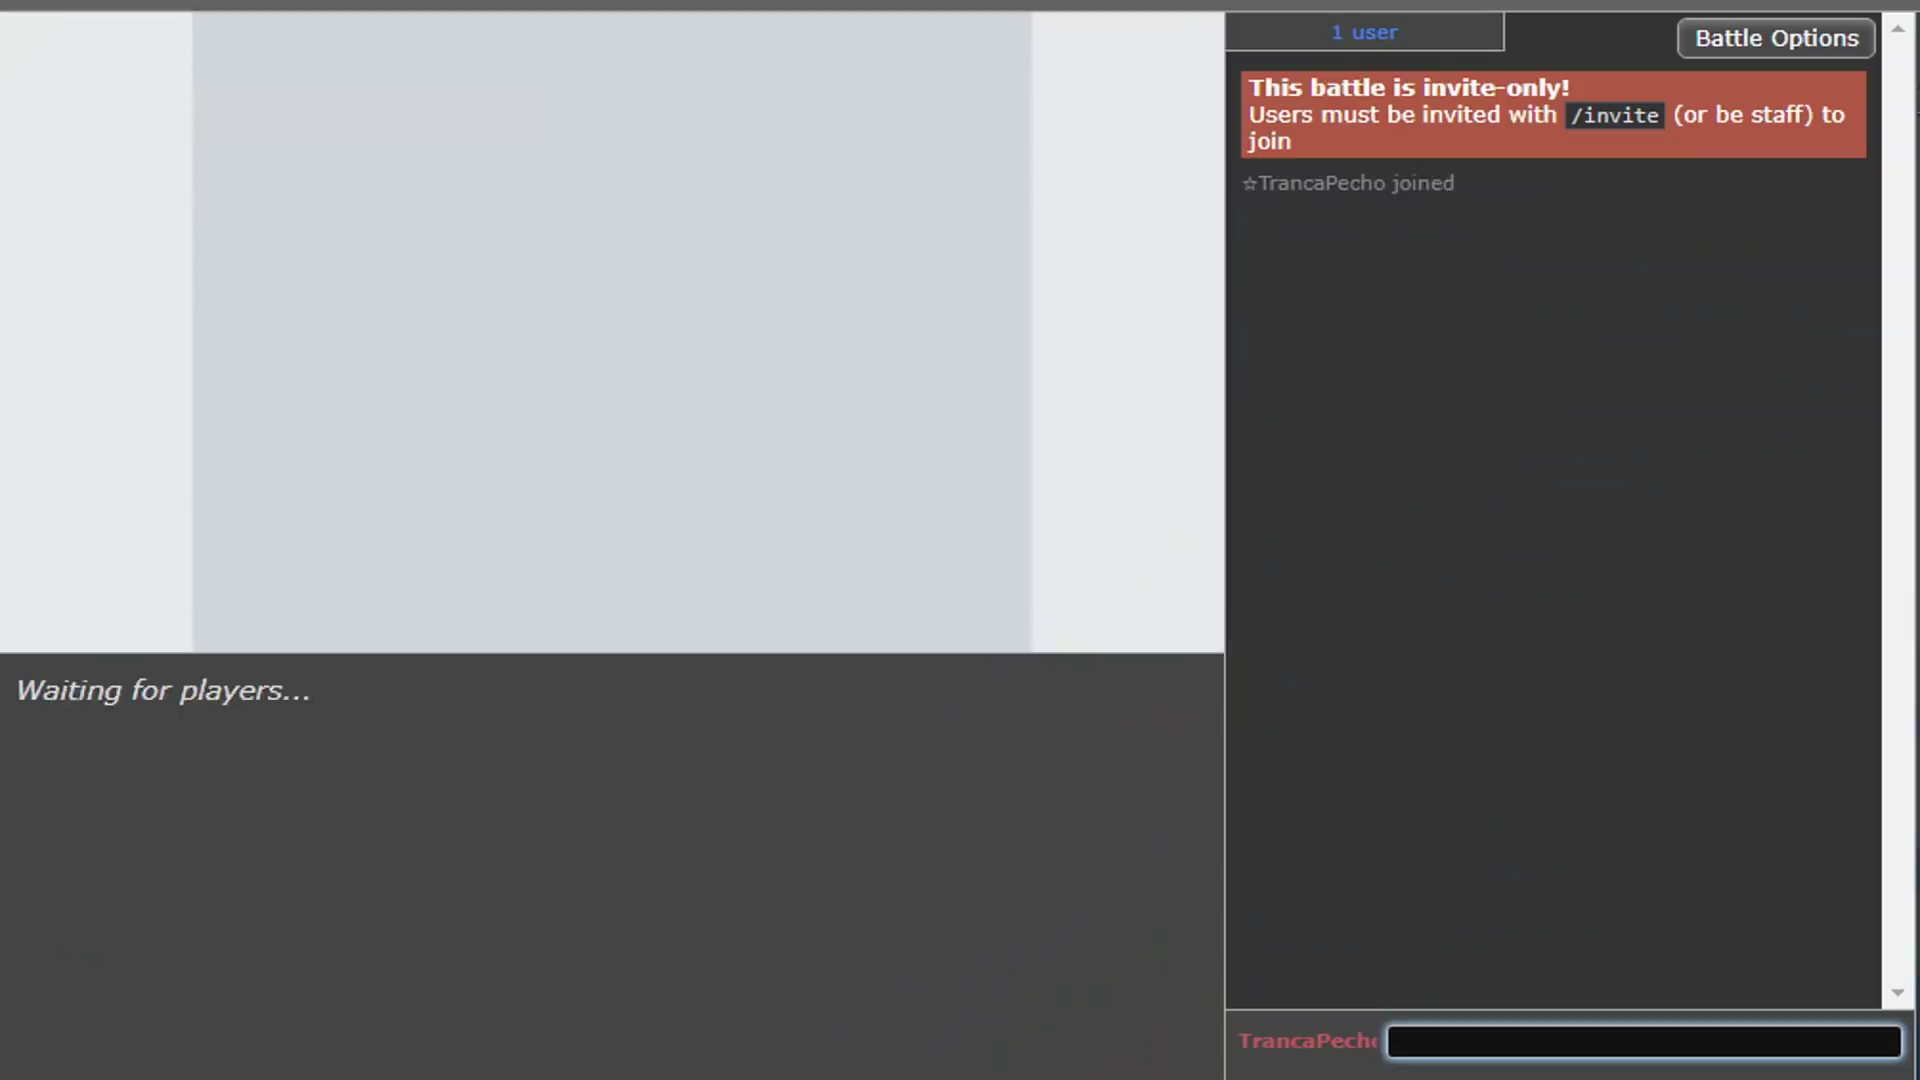 1 user
Battle Options
This battle is invite-only!
Users must be invited with /invite (or be staff) to
join
☆TrancaPecho joined
Waiting for players...
TrancaPecho